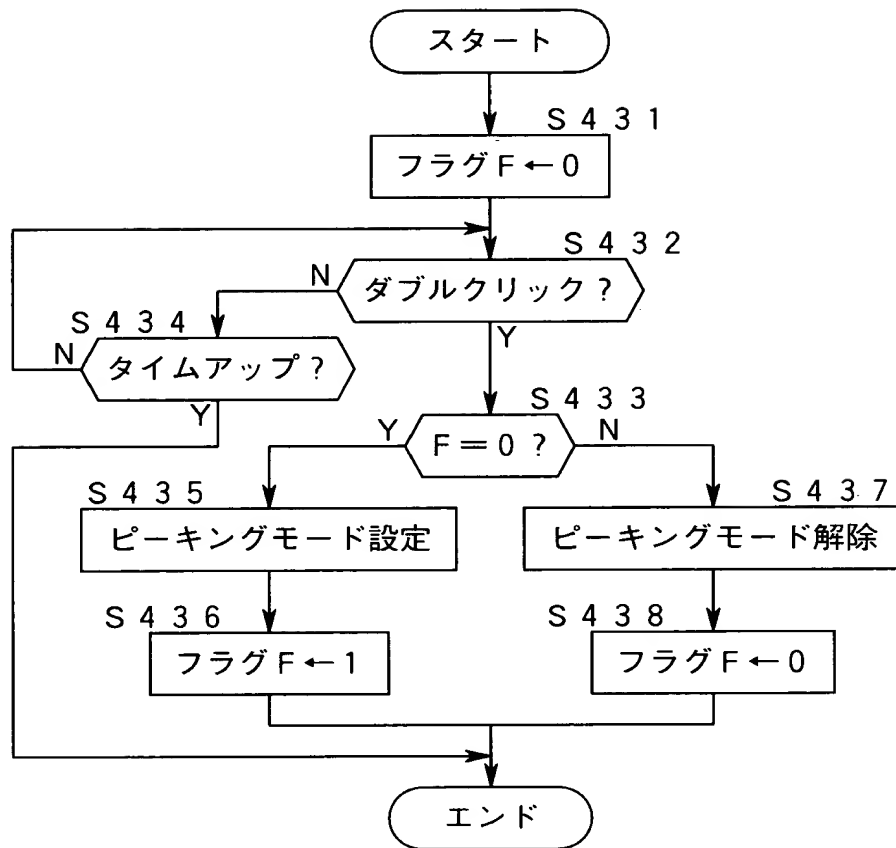 スタート
S431
フラグF←0
S432
N
ダブルクリック？
S434
N
タイムアップ？
Y
Y
S433
Y
F＝0？
N
S435
ピーキングモード設定
S437
ピーキングモード解除
S436
フラグF←1
S438
フラグF←0
エンド